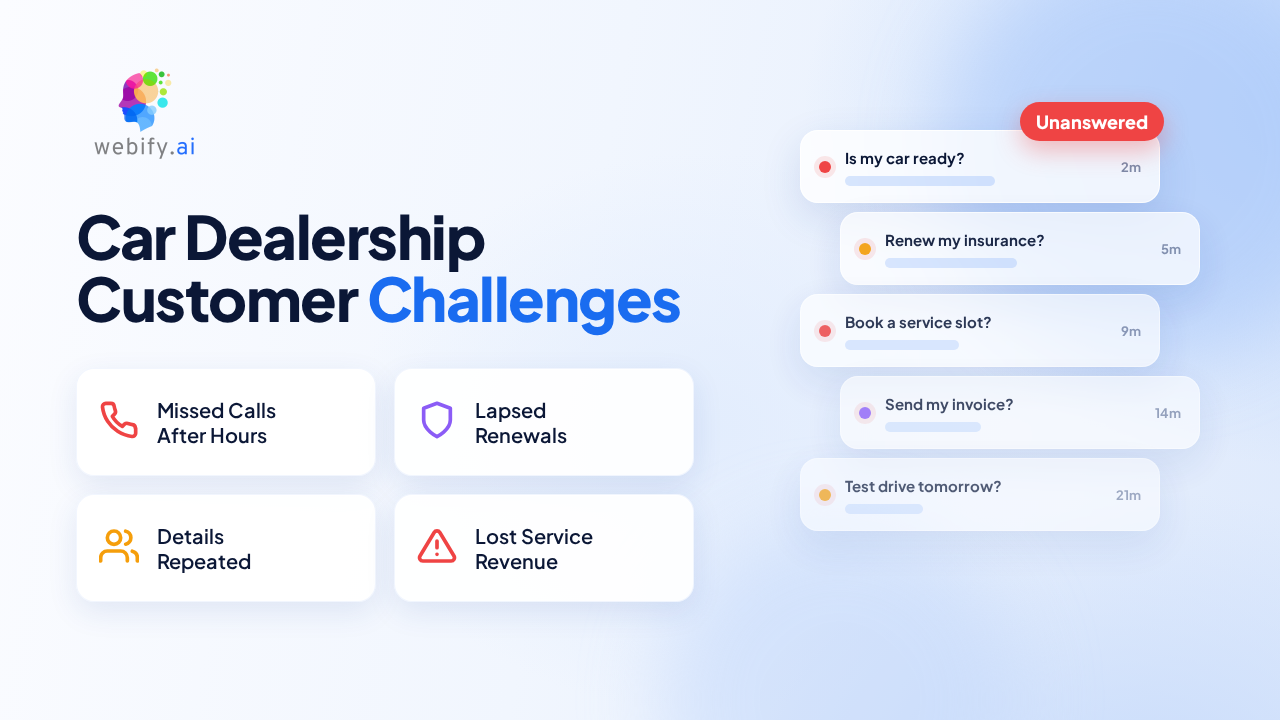 webify.ai
Car Dealership
Customer Challenges
Missed Calls
After Hours
Lapsed
Renewals
Details
Repeated
Lost Service
Revenue
Unanswered
Is my car ready?
2m
Renew my insurance?
5m
Book a service slot?
9m
Send my invoice?
14m
Test drive tomorrow?
21m